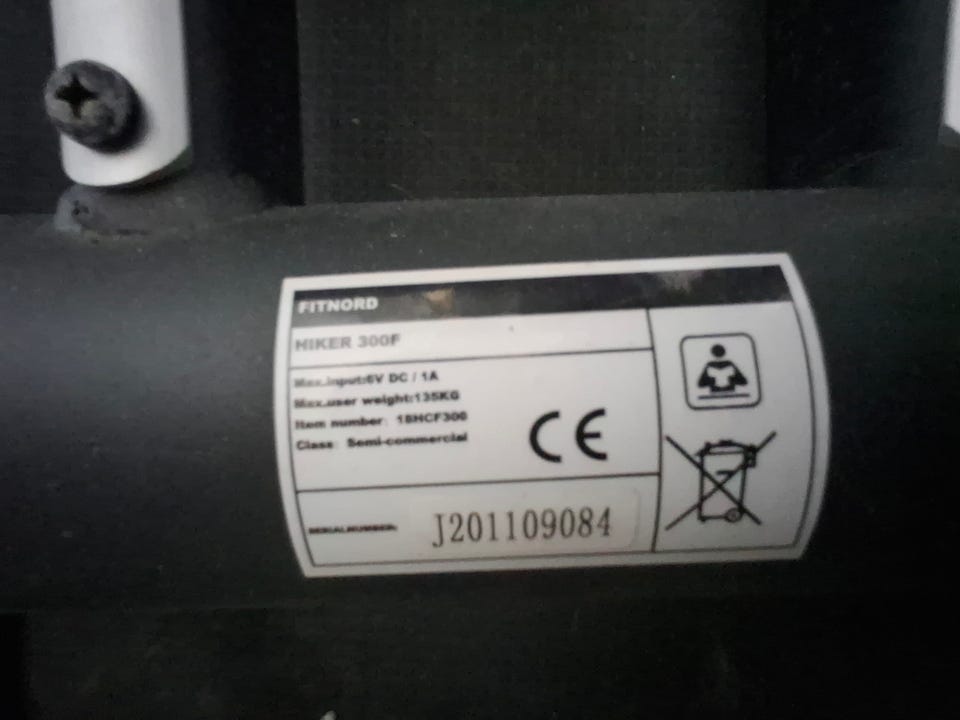 FITNORD
HIKER 300F
Max.input:6V DC / 1A
Max.user weight:135KG
Item number: 18HCF300
Class: Semi-commercial
CE
SERIALNUMBER:
J201109084